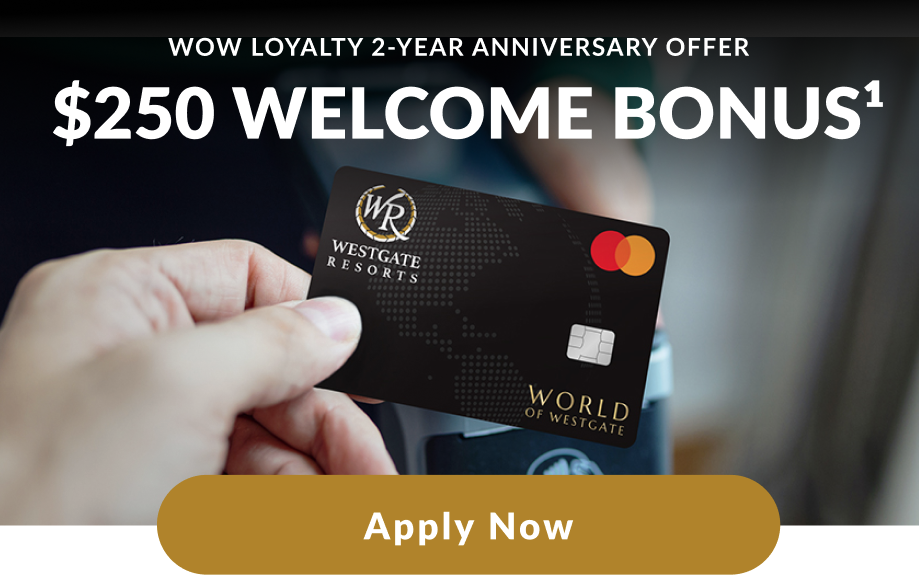 WOW LOYALTY 2-YEAR ANNIVERSARY OFFER
$250 WELCOME BONUS¹
WR
WESTGATE
RESORTS
WORLD
OF WESTGATE
Apply Now